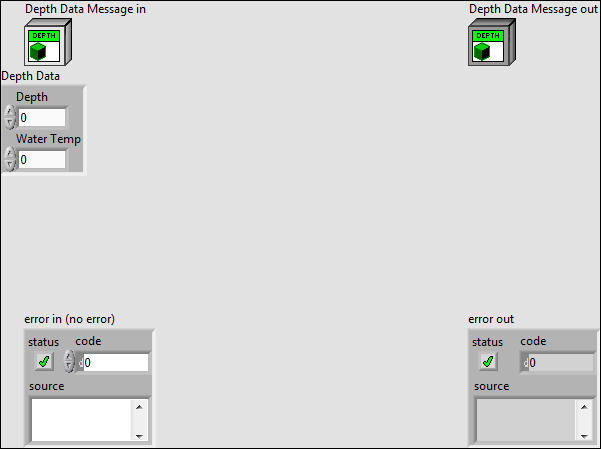 Depth Data Message in
Depth Data Message out
DEPTH
DEPTH
Depth Data
Depth
0
Water Temp
0
error in (no error)
error out
status
code
status
code
d0
d0
source
source